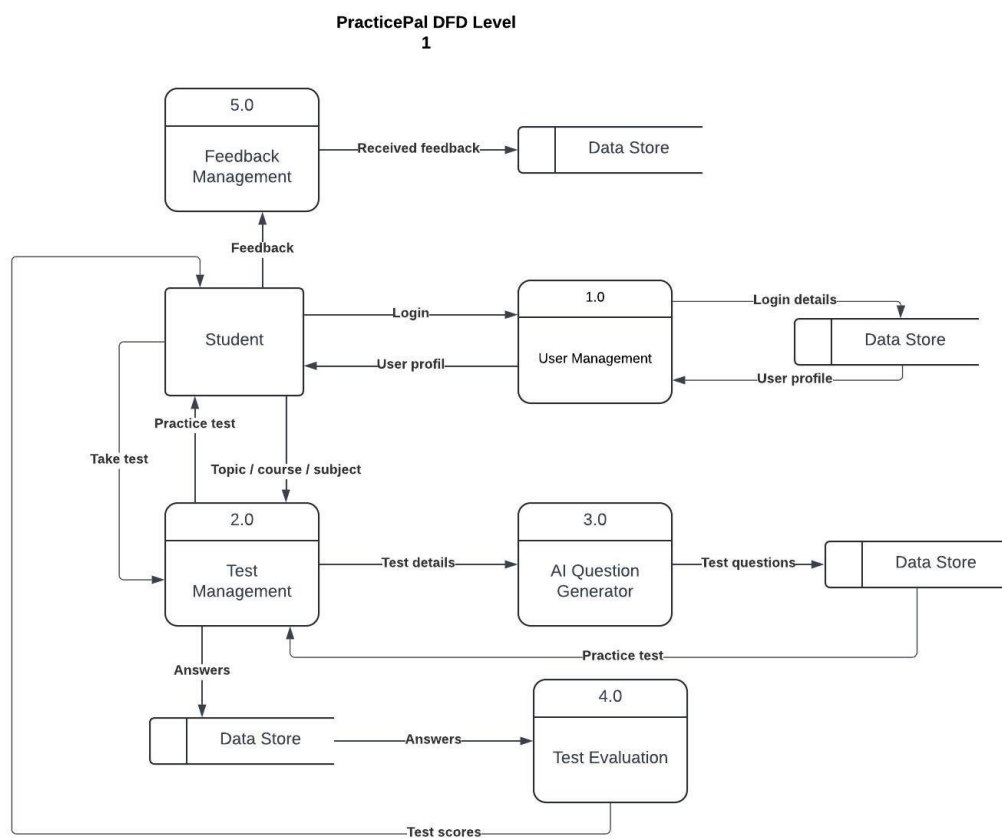 PracticePal DFD Level
1
5.0
Feedback
Management
Received feedback
Data Store
Feedback
Student
Login
1.0
User Management
Login details
Data Store
User profil
User profile
Practice test
Take test
Topic / course / subject
2.0
Test
Management
Test details
3.0
AI Question
Generator
Test questions
Data Store
Practice test
Answers
Data Store
Answers
4.0
Test Evaluation
Test scores